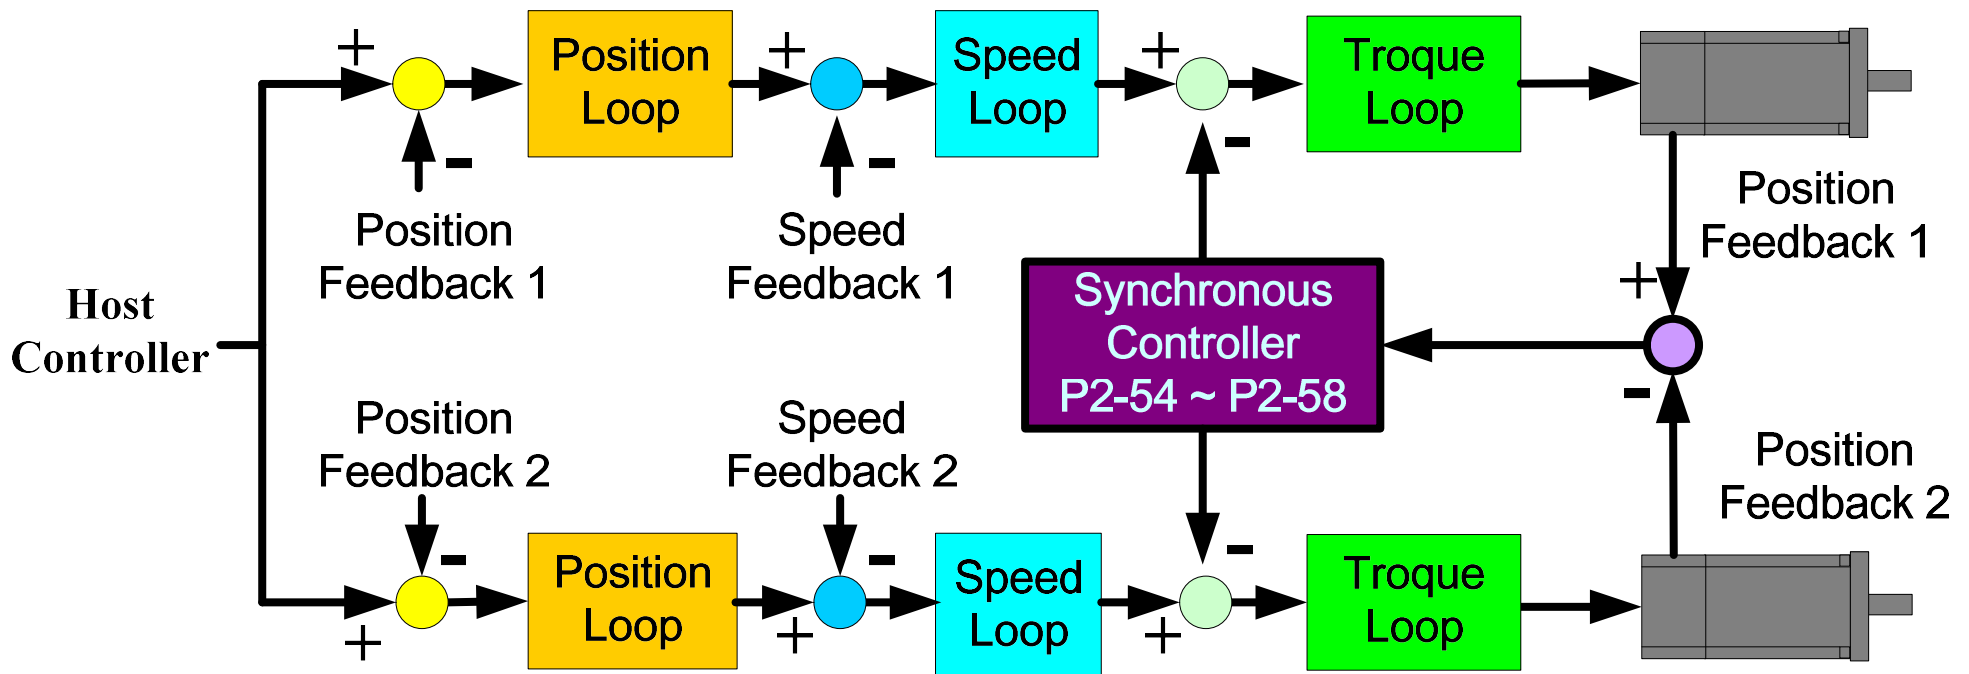 +
Position
Loop
+
Speed
Loop
+
Troque
Loop
-
-
-
Position
Feedback 1
Speed
Feedback 1
Position
Feedback 1
Host
Controller
Synchronous
Controller
P2-54 ~ P2-58
+
-
Position
Feedback 2
Speed
Feedback 2
Position
Feedback 2
-
-
-
+
Position
Loop
+
Speed
Loop
+
Troque
Loop